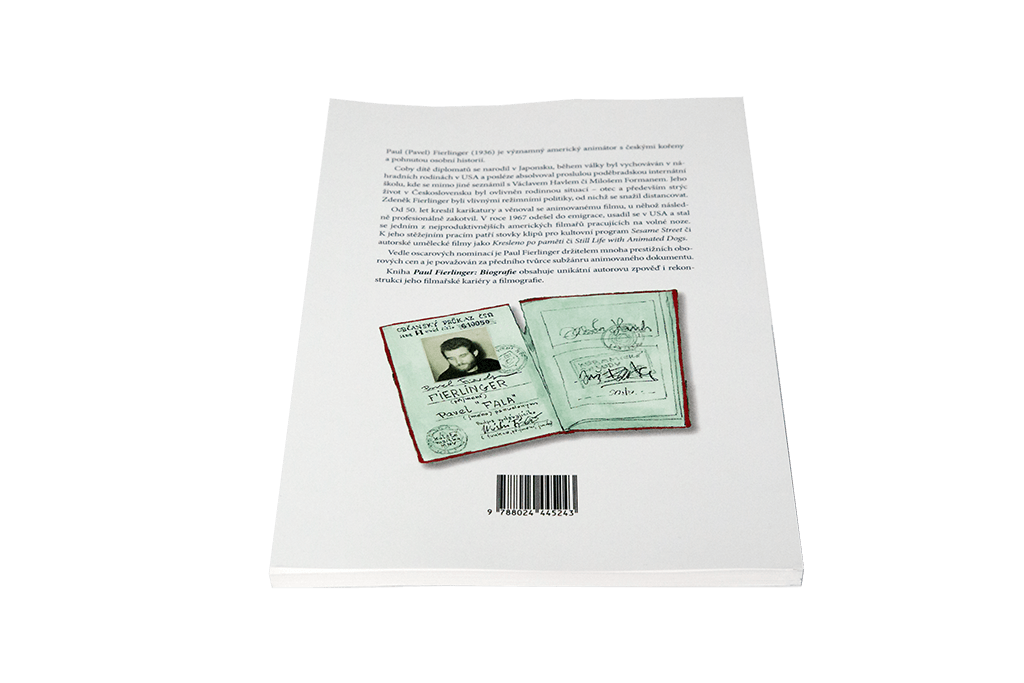 Paul (Pavel) Fierlinger (1936) je významný americký animátor s českými kořeny
a pohnutou osobní historií.
Coby dítě diplomatů se narodil v Japonsku, během války byl vychováván v ná-
hradních rodinách v USA a posléze absolvoval proslulou poděbradskou internátní
školu, kde se mimo jiné seznámil s Václavem Havlem či Milošem Formanem. Jeho
život v Československu byl ovlivněn rodinnou situací – otec a především strýc
Zdeněk Fierlinger byli vlivnými režimními politiky, od nichž se snažil distancovat.
Od 50. let kreslil karikatury a věnoval se animovanému filmu, u něhož násled-
ně profesionálně zakotvil. V roce 1967 odešel do emigrace, usadil se v USA a stal
se jedním z nejproduktivnějších amerických filmařů pracujících na volné noze.
K jeho stěžejním pracím patří stovky klipů pro kultovní program Sesame Street či
autorské umělecké filmy jako Kresleno po paměti či Still Life with Animated Dogs.
Vedle oscarových nominací je Paul Fierlinger držitelem mnoha prestižních obo-
rových cen a je považován za předního tvůrce subžánru animovaného dokumentu.
Kniha Paul Fierlinger: Biografie obsahuje unikátní autorovu zpověď i rekon-
strukci jeho filmařské kariéry a filmografie.
OBČANSKÝ PRŮKAZ ČSR
610050
FIERLINGER
(příjmení)
Pavel "FALA"
9 788024 445243